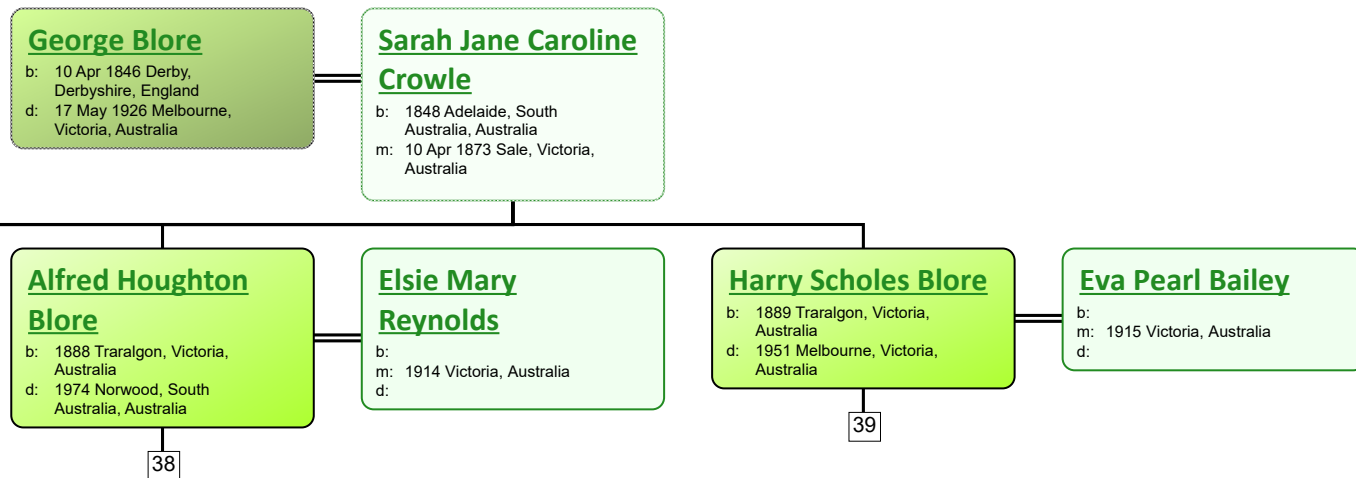 George Blore
b: 10 Apr 1846 Derby,
Derbyshire, England
d: 17 May 1926 Melbourne,
Victoria, Australia
Sarah Jane Caroline
Crowle
b: 1848 Adelaide, South
Australia, Australia
m: 10 Apr 1873 Sale, Victoria,
Australia
Alfred Houghton
Blore
b: 1888 Traralgon, Victoria,
Australia
d: 1974 Norwood, South
Australia, Australia
38
Elsie Mary
Reynolds
b:
m: 1914 Victoria, Australia
d:
Harry Scholes Blore
b: 1889 Traralgon, Victoria,
Australia
d: 1951 Melbourne, Victoria,
Australia
39
Eva Pearl Bailey
b:
m: 1915 Victoria, Australia
d: